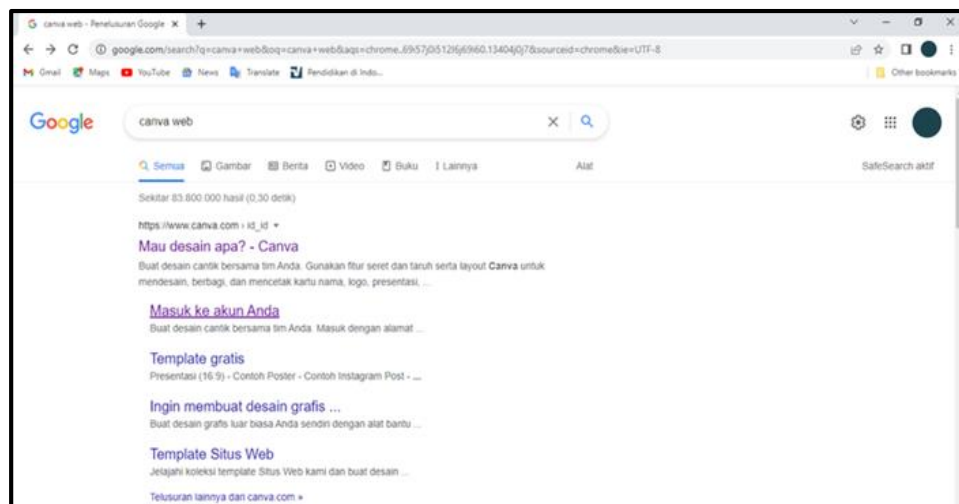 canva web - Penelusuran Google
google.com/search?q=canva+web&oq=canva+web&aqs=chrome..69i57j0i512l6j69i60.13404j0j7&sourceid=chrome&ie=UTF-8
Gmail Maps YouTube News Translate Pendidikan di Indo... Other bookmarks
Google canva web
Semua Gambar Berita Video Buku Lainnya Alat SafeSearch aktif
Sekitar 83.600.000 hasil (0,30 detik)
https://www.canva.com › id_id
Mau desain apa? - Canva
Buat desain cantik bersama tim Anda. Gunakan fitur seret dan taruh serta layout Canva untuk
mendesain, berbagi, dan mencetak kartu nama, logo, presentasi, ...
Masuk ke akun Anda
Buat desain cantik bersama tim Anda. Masuk dengan alamat ...
Template gratis
Presentasi (16:9) - Contoh Poster - Contoh Instagram Post - ...
Ingin membuat desain grafis ...
Buat desain grafis luar biasa Anda sendiri dengan alat bantu ...
Template Situs Web
Jelajahi koleksi template Situs Web kami dan buat desain ...
Telusuran lainnya dari canva.com »